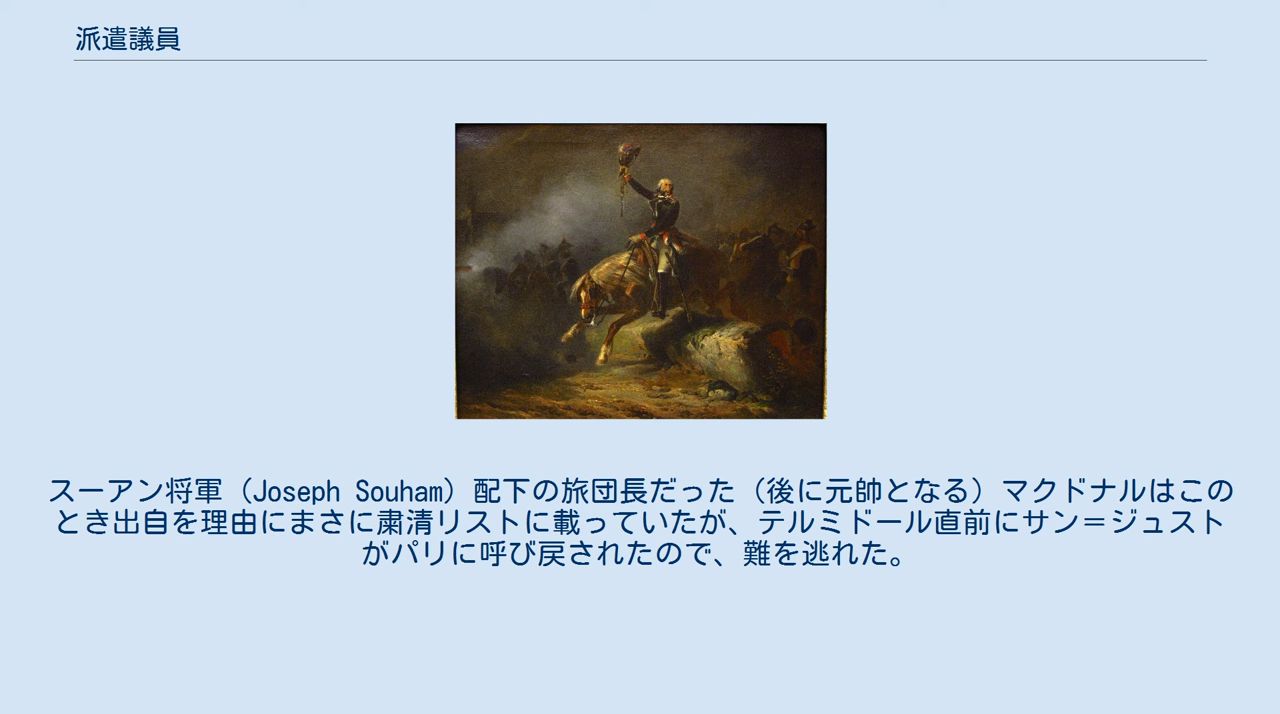 派遣議員
スーアン将軍（Joseph Souham）配下の旅団長だった（後に元帥となる）マクドナルはこの
とき出自を理由にまさに粛清リストに載っていたが、テルミドール直前にサン＝ジュスト
がパリに呼び戻されたので、難を逃れた。